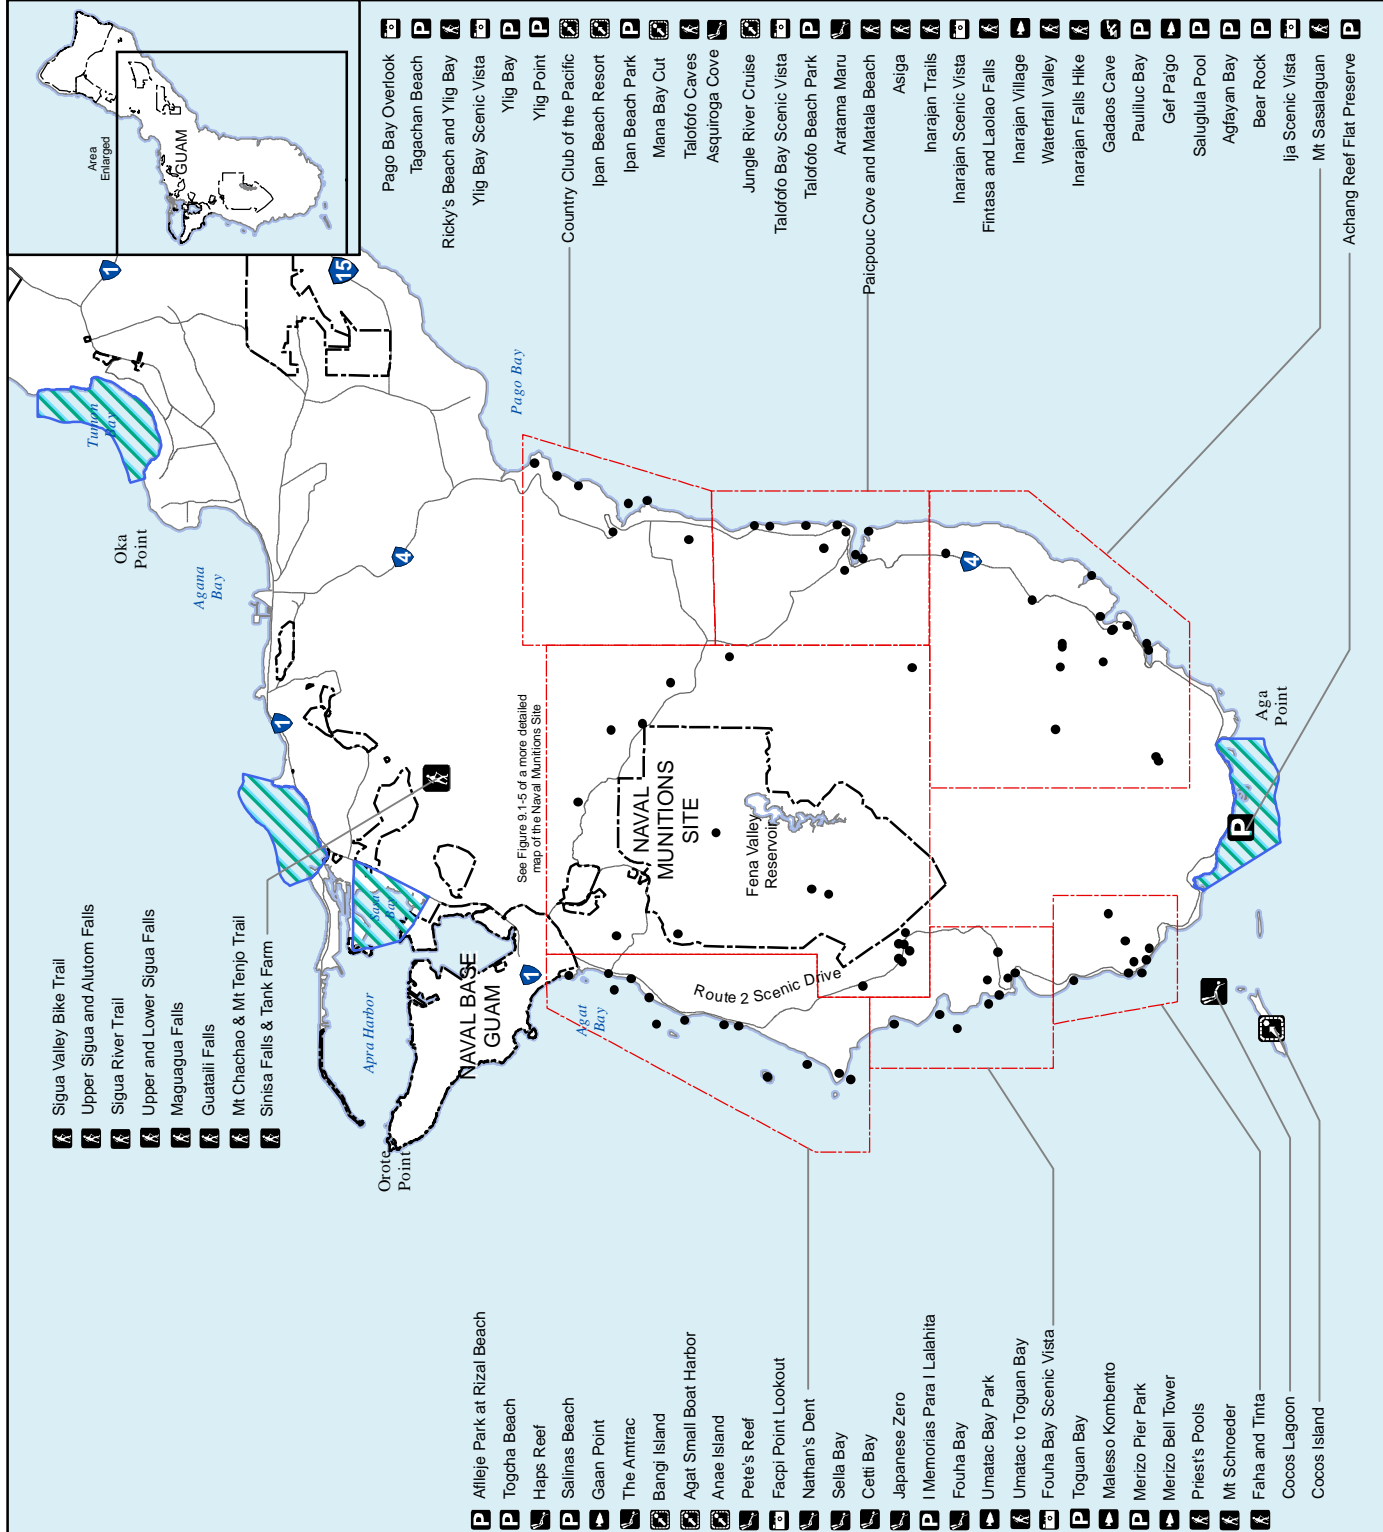 Sigua Valley Bike Trail
Upper Sigua and Alutom Falls
Sigua River Trail
Upper and Lower Sigua Falls
Maguagua Falls
Guataili Falls
Mt Chachao & Mt Tenjo Trail
Sinisa Falls & Tank Farm
Area
Enlarged
GUAM
Pago Bay Overlook
Tagachan Beach
P
Ricky's Beach and Ylig Bay
Ylig Bay Scenic Vista
Ylig Bay
P
Ylig Point
P
Country Club of the Pacific
Ipan Beach Resort
Ipan Beach Park
P
Mana Bay Cut
Talofofo Caves
Asquiroga Cove
Jungle River Cruise
Talofofo Bay Scenic Vista
Talofofo Beach Park
P
Aratama Maru
Paicpouc Cove and Matala Beach
Asiga
Inarajan Trails
Inarajan Scenic Vista
Fintasa and Laolao Falls
Inarajan Village
Waterfall Valley
Inarajan Falls Hike
Gadaos Cave
Pauliluc Bay
P
Gef Pa'go
Saluglula Pool
P
Agfayan Bay
P
Bear Rock
P
Ija Scenic Vista
Mt Sasalaguan
Achang Reef Flat Preserve
P
1
15
Tumon
Bay
Oka
Point
Agana
Bay
Pago Bay
4
1
Sasa
Bay
Apra Harbor
Orote
Point
NAVAL BASE
GUAM
1
Agat
Bay
See Figure 9.1-5 of a more detailed
map of the Naval Munitions Site
NAVAL
MUNITIONS
SITE
Fena Valley
Reservoir
Route 2 Scenic Drive
4
Aga
Point
P
P Aflleje Park at Rizal Beach
P Togcha Beach
Haps Reef
P Salinas Beach
Gaan Point
The Amtrac
Bangi Island
Agat Small Boat Harbor
Anae Island
Pete's Reef
Facpi Point Lookout
Nathan's Dent
Sella Bay
Cetti Bay
Japanese Zero
P I Memorias Para I Lalahita
Fouha Bay
Umatac Bay Park
Umatac to Toguan Bay
Fouha Bay Scenic Vista
P Toguan Bay
Malesso Kombento
P Merizo Pier Park
Merizo Bell Tower
Priest's Pools
Mt Schroeder
Faha and Tinta
Cocos Lagoon
Cocos Island